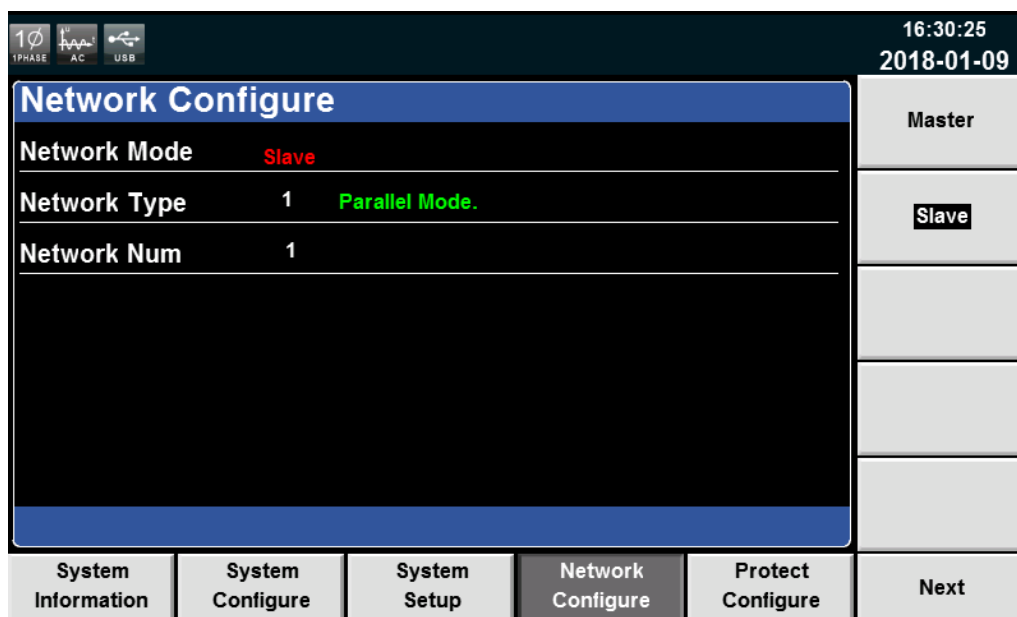 1Ø
1PHASE
U
t
AC
USB
16:30:25
2018-01-09
Network Configure
Network Mode Slave
Network Type 1 Parallel Mode.
Network Num 1
Master
Slave
System Information
System Configure
System Setup
Network Configure
Protect Configure
Next